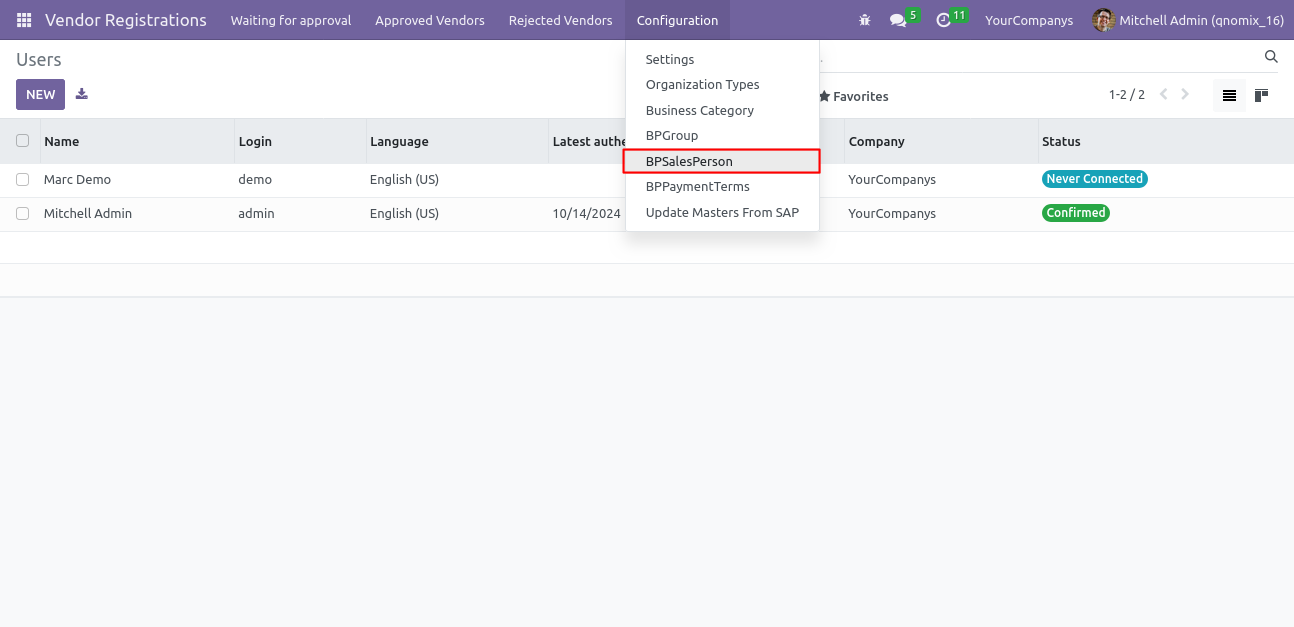 Vendor Registrations Waiting for approval Approved Vendors Rejected Vendors Configuration 5 11 YourCompanys Mitchell Admin (qnomix_16)
Users
Settings
NEW
Organization Types
Favorites 1-2 / 2
Business Category
BPGroup
BPSalesPerson
BPPaymentTerms
Update Masters From SAP
Name Login Language Latest authe Company Status
Marc Demo demo English (US) YourCompanys Never Connected
Mitchell Admin admin English (US) 10/14/2024 YourCompanys Confirmed